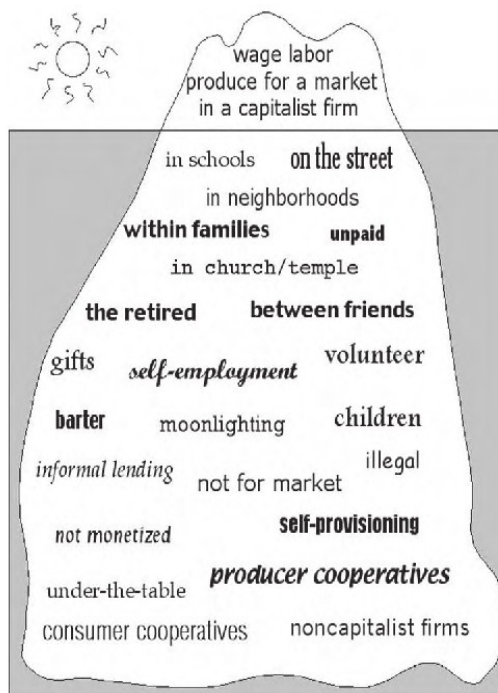 wage labor
produce for a market
in a capitalist firm
in schools on the street
in neighborhoods
within families unpaid
in church/temple
the retired between friends
gifts self-employment volunteer
barter moonlighting children
informal lending not for market illegal
not monetized self-provisioning
under-the-table producer cooperatives
consumer cooperatives noncapitalist firms